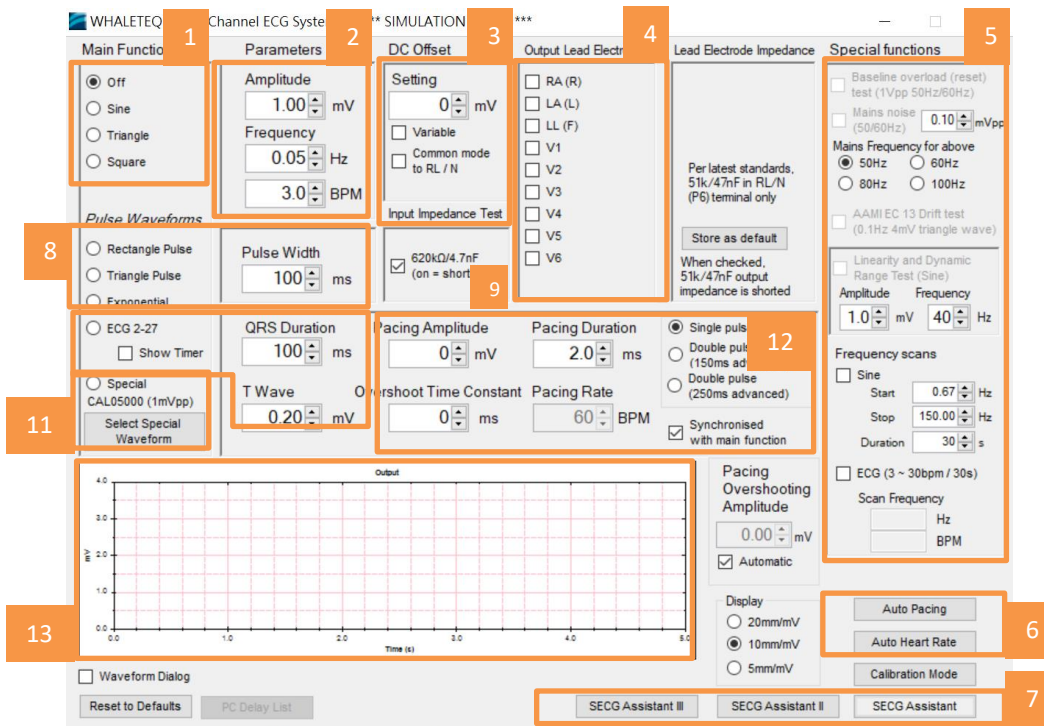 WHALETEQ Channel ECG Syste ** SIMULATION ***
Main Function 1 Parameters 2 DC Offset 3 Output Lead Electr 4 Lead Electrode Impedance Special functions 5
Off
Sine
Triangle
Square
Amplitude
1.00 mV
Frequency
0.05 Hz
3.0 BPM
Setting
0 mV
Variable
Common mode
to RL / N
Input Impedance Test
620kΩ/4.7nF
(on = short
9
RA (R)
LA (L)
LL (F)
V1
V2
V3
V4
V5
V6
Per latest standards,
51k/47nF in RL/N
(P6) terminal only
Store as default
When checked,
51k/47nF output
impedance is shorted
Baseline overload (reset)
test (1Vpp 50Hz/60Hz)
Mains noise
(50/60Hz) 0.10 mVpp
Mains Frequency for above
50Hz 60Hz
80Hz 100Hz
AAMI EC 13 Drift test
(0.1Hz 4mV triangle wave)
Linearity and Dynamic
Range Test (Sine)
Amplitude Frequency
1.0 mV 40 Hz
Frequency scans
Sine
Start 0.67 Hz
Stop 150.00 Hz
Duration 30 s
ECG (3 ~ 30bpm / 30s)
Scan Frequency
Hz
BPM
Pulse Waveforms
8
Rectangle Pulse
Triangle Pulse
Exponential
Pulse Width
100 ms
ECG 2-27
Show Timer
Special
CAL05000 (1mVpp)
11
Select Special
Waveform
QRS Duration
100 ms
T Wave
0.20 mV
Pacing Amplitude
0 mV
Overshoot Time Constant
0 ms
Pacing Duration
2.0 ms
Pacing Rate
60 BPM
12
Single puls
Double pul
(150ms adv
Double pulse
(250ms advanced)
Synchronised
with main function
Output
4.0
3.0
mV
2.0
1.0
0.0
0.0 1.0 2.0 3.0 4.0 5.0
Time (s)
13
Pacing
Overshooting
Amplitude
0.00 mV
Automatic
Display
20mm/mV
10mm/mV
5mm/mV
Auto Pacing
6
Auto Heart Rate
Calibration Mode
Waveform Dialog
7
Reset to Defaults PC Delay List SECG Assistant III SECG Assistant II SECG Assistant